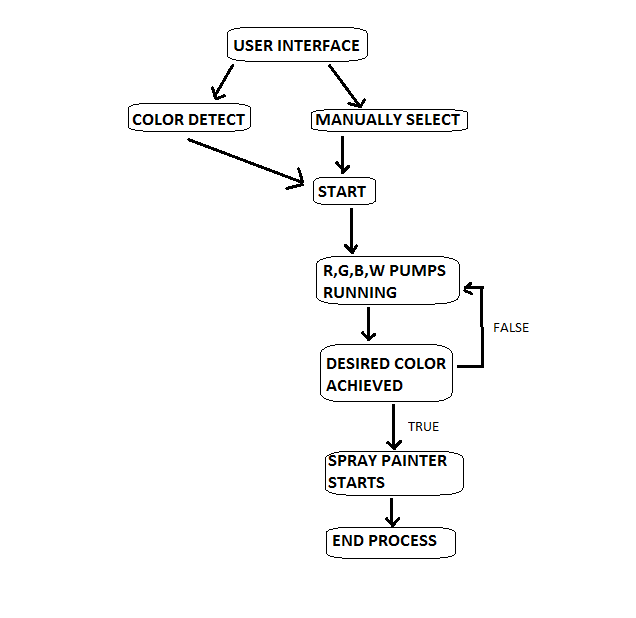 USER INTERFACE
COLOR DETECT
MANUALLY SELECT
START
R,G,B,W PUMPS
RUNNING
FALSE
DESIRED COLOR
ACHIEVED
TRUE
SPRAY PAINTER
STARTS
END PROCESS